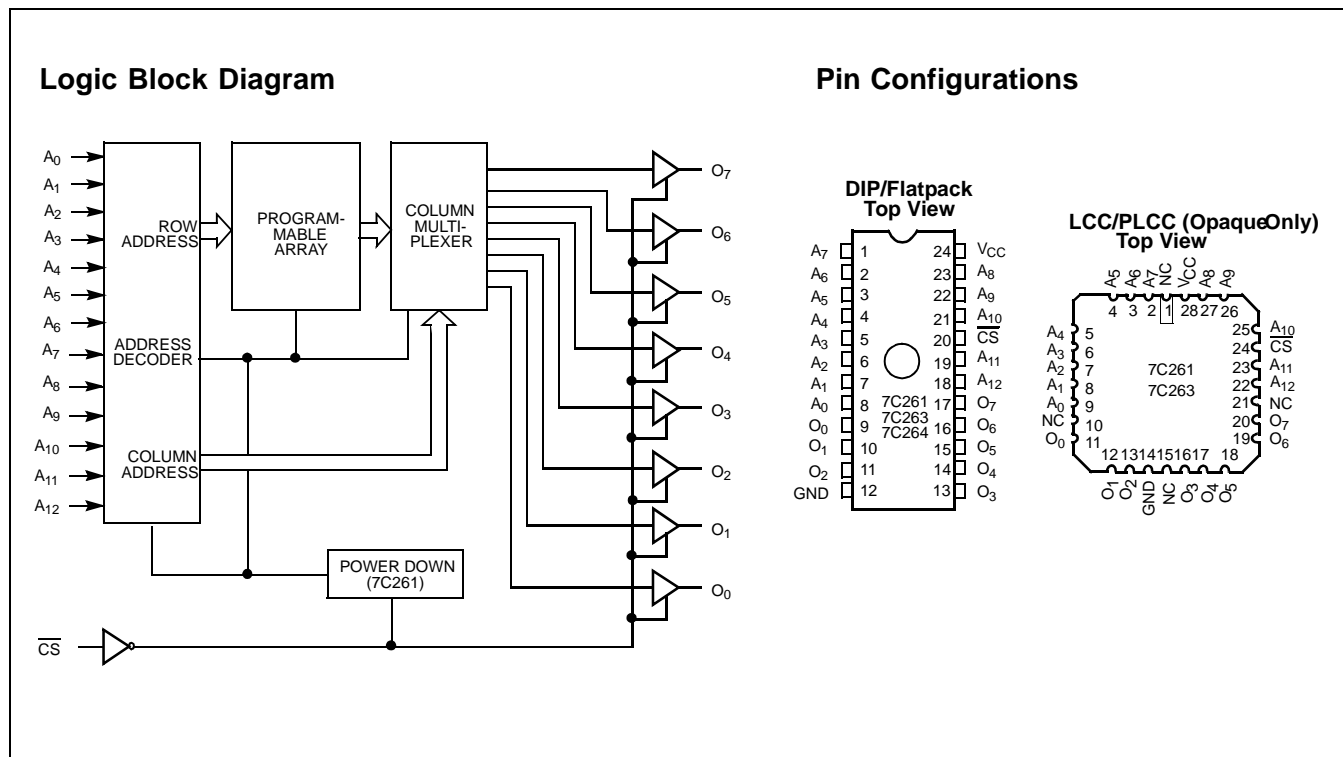 Logic Block Diagram
A0
A1
A2
A3
A4
A5
A6
A7
A8
A9
A10
A11
A12
ROW
ADDRESS
ADDRESS
DECODER
COLUMN
ADDRESS
PROGRAM-
MABLE
ARRAY
COLUMN
MULTI-
PLEXER
POWER DOWN
(7C261)
CS
O7
O6
O5
O4
O3
O2
O1
O0
Pin Configurations
DIP/Flatpack
Top View
A7 1 24 VCC
A6 2 23 A8
A5 3 22 A9
A4 4 21 A10
A3 5 20 CS
A2 6 19 A11
A1 7 18 A12
A0 8 7C261 17 O7
O0 9 7C263 16 O6
O1 10 7C264 15 O5
O2 11 14 O4
GND 12 13 O3
LCC/PLCC (OpaqueOnly)
Top View
A5 A6 A7 NC VCC A8 A9
4 3 2 1 28 27 26
A4 5 25 A10
A3 6 24 CS
A2 7 7C261 23 A11
A1 8 7C263 22 A12
A0 9 21 NC
NC 10 20 O7
O0 11 19 O6
12 13 14 15 16 17 18
O1 O2 GND NC O3 O4 O5